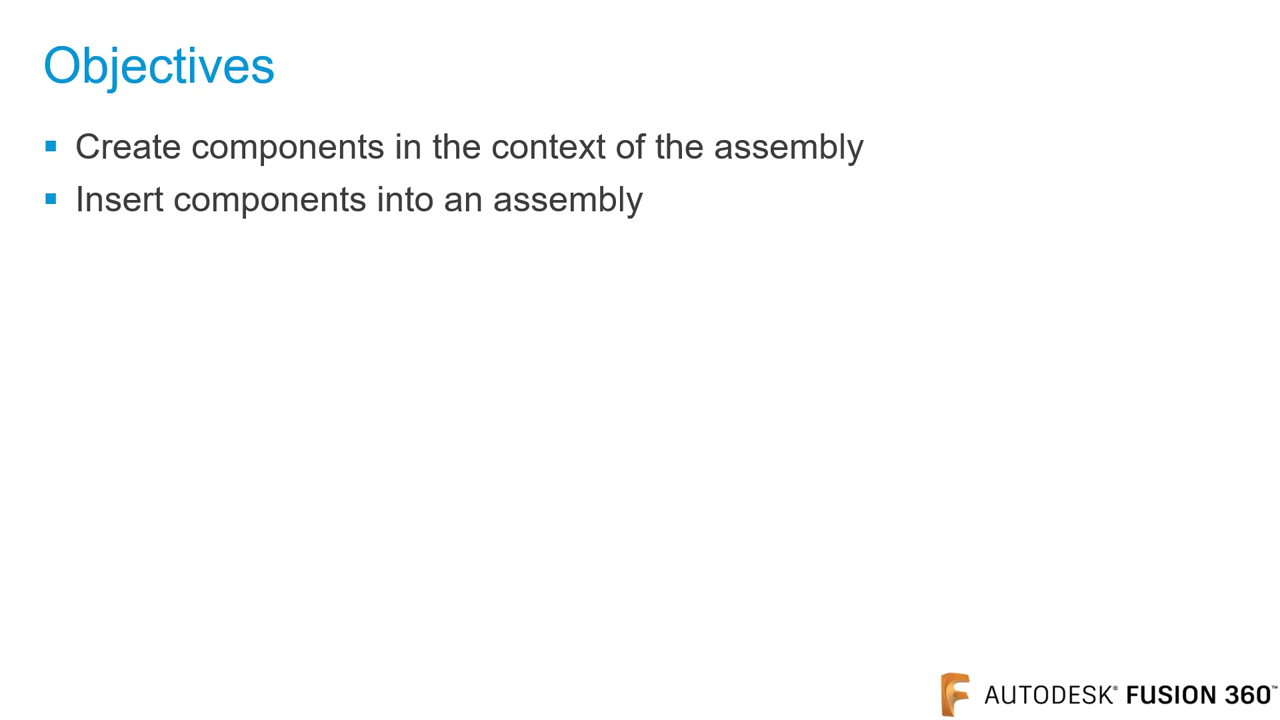 Objectives
▪ Create components in the context of the assembly
▪ Insert components into an assembly
AUTODESK® FUSION 360™